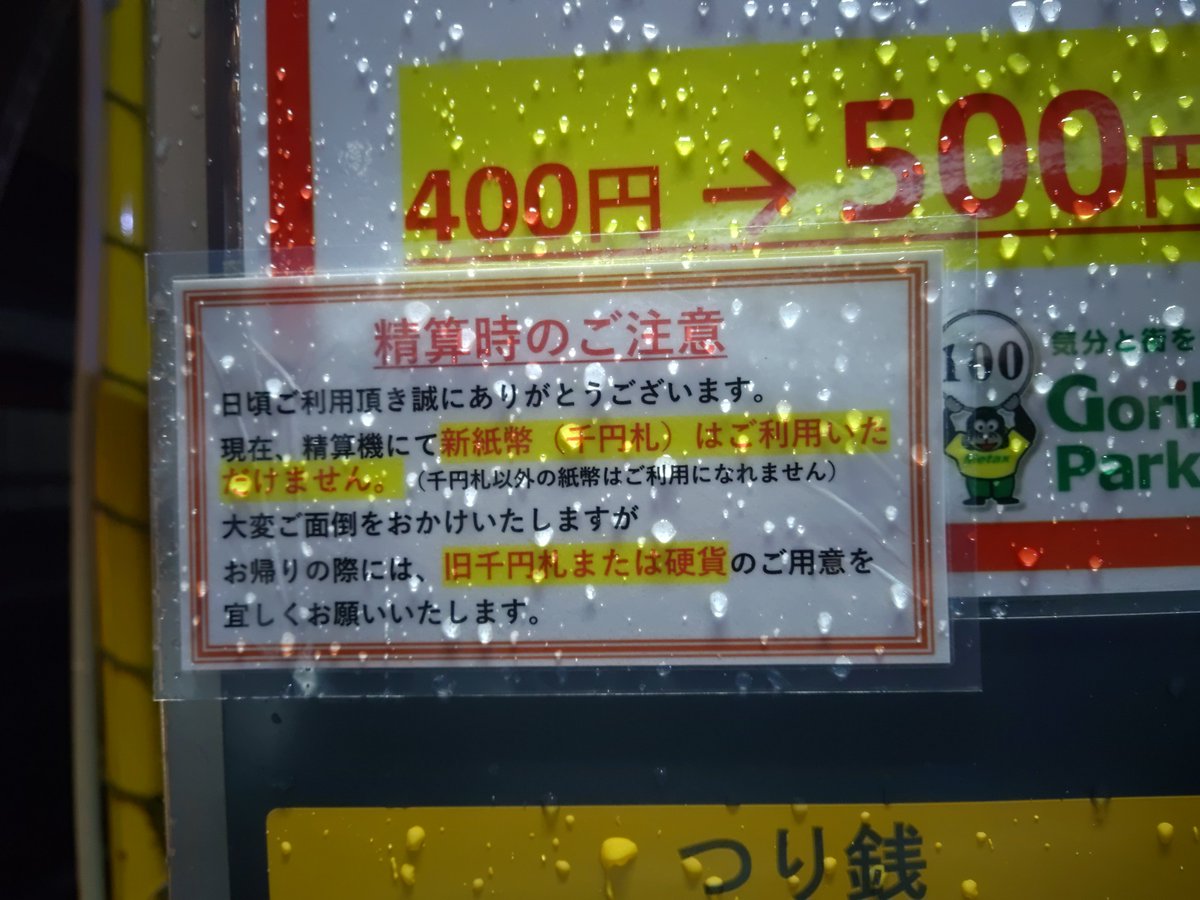 400円 → 500円
精算時のご注意
日頃ご利用頂き誠にありがとうございます。
現在、精算機にて新紙幣（千円札）はご利用いた
だけません。（千円札以外の紙幣はご利用になれません）
大変ご面倒をおかけいたしますが
お帰りの際には、旧千円札または硬貨のご用意を
宜しくお願いいたします。
100
気分と街を
Goril
Park
Relax
つり銭